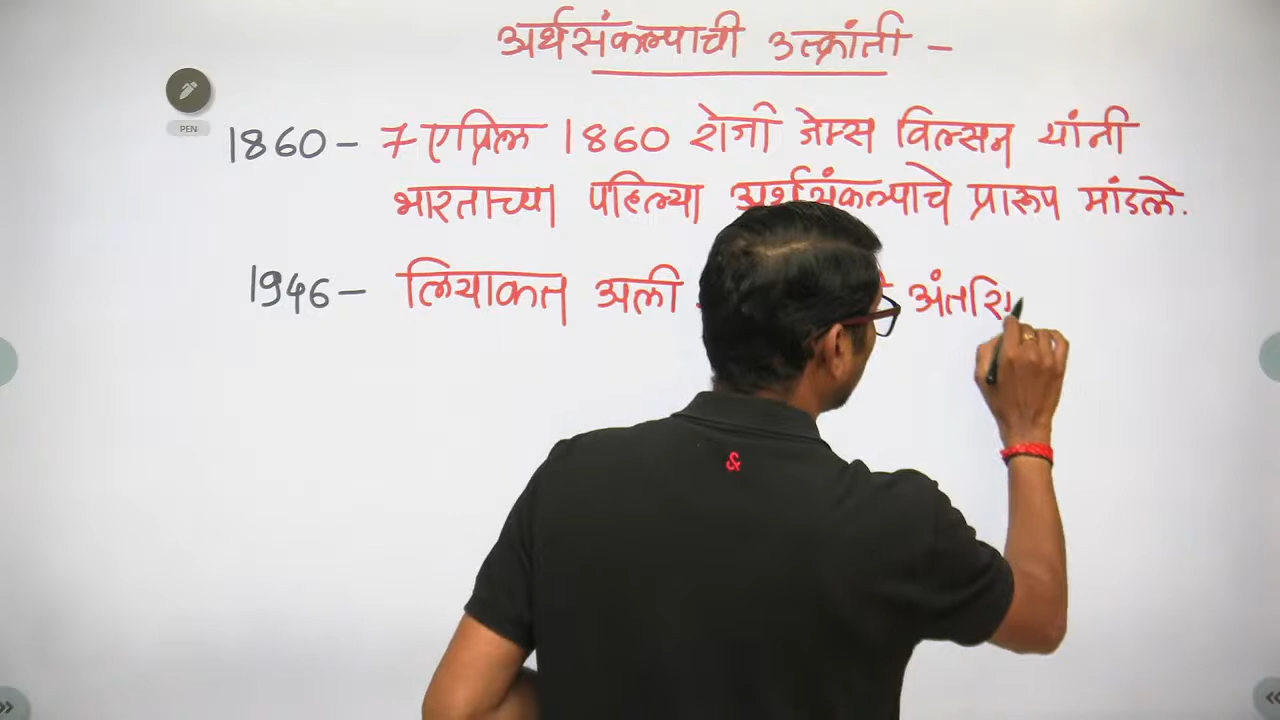 अर्थसंकल्पाची उत्क्रांती -
PEN
1860 - 7 एप्रिल 1860 रोजी जेम्स विल्सन यांनी
भारताच्या पहिल्या अर्थसंकल्पाचे प्रारूप मांडले.
1946 - लियाकत अली